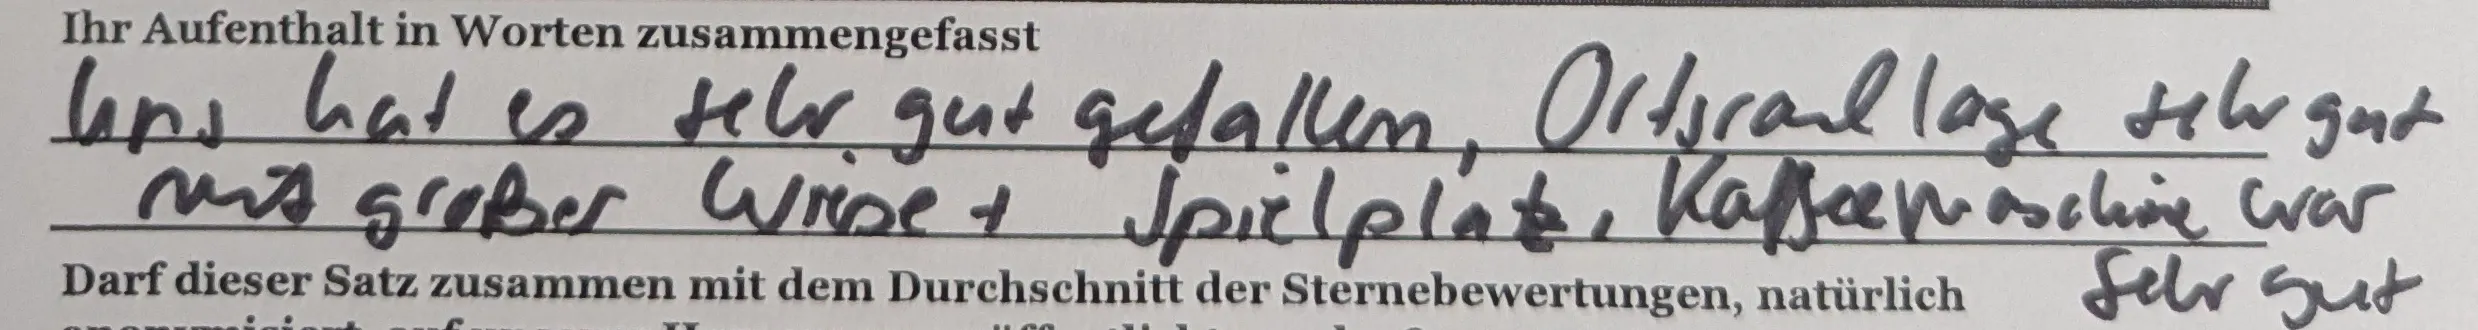 Ihr Aufenthalt in Worten zusammengefasst
Uns hat es sehr gut gefallen, Ortsrandlage sehr gut
mit großer Wiese + Spielplatz, Kaffeemaschine war
sehr gut
Darf dieser Satz zusammen mit dem Durchschnitt der Sternebewertungen, natürlich